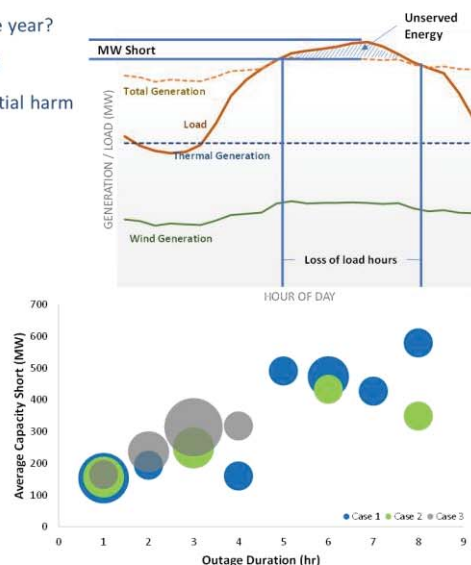 e year?
tial harm
Unserved
Energy
MW Short
Total Generation
Load
Thermal Generation
Wind Generation
Loss of load hours
GENERATION / LOAD (MW)
HOUR OF DAY
Average Capacity Short (MW)
700
600
500
400
300
200
100
0
0 1 2 3 4 5 6 7 8 9
Case 1 Case 2 Case 3
Outage Duration (hr)